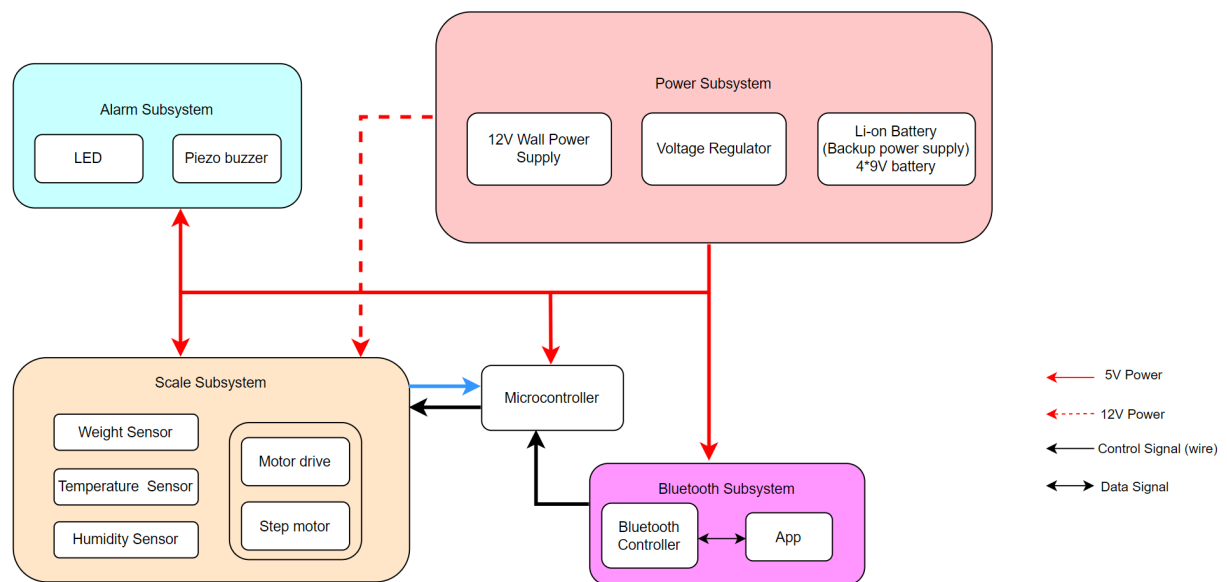 Power Subsystem
12V Wall Power
Supply
Voltage Regulator
Li-on Battery
(Backup power supply)
4*9V battery
Alarm Subsystem
LED
Piezo buzzer
Scale Subsystem
Weight Sensor
Temperature Sensor
Humidity Sensor
Motor drive
Step motor
Microcontroller
Bluetooth Subsystem
Bluetooth
Controller
App
5V Power
12V Power
Control Signal (wire)
Data Signal